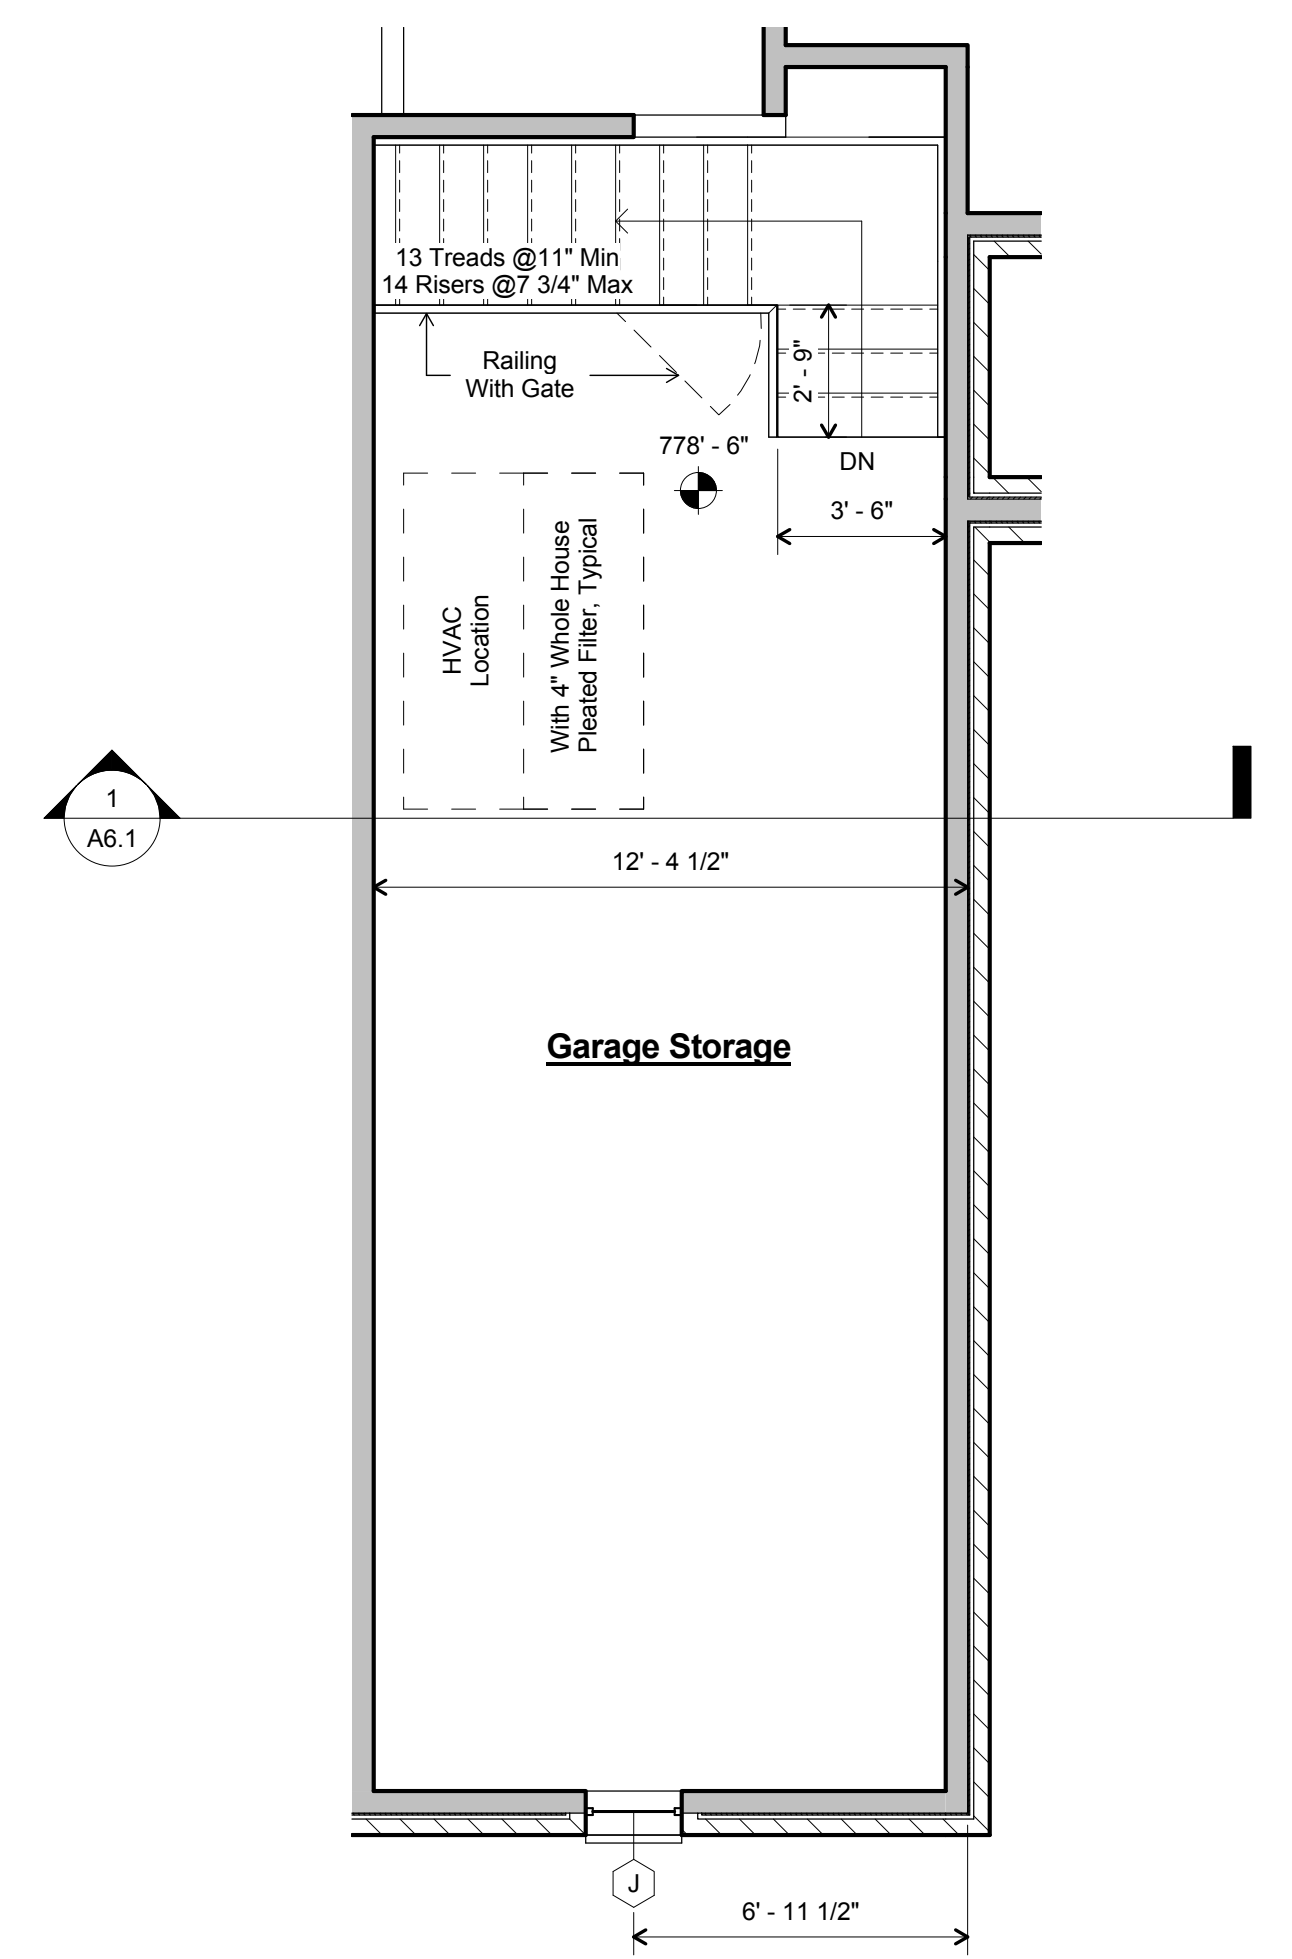 13 Treads @11" Min
14 Risers @7 3/4" Max
Railing
With Gate
2' - 9"
778' - 6"
DN
3' - 6"
HVAC
Location
With 4" Whole House
Pleated Filter, Typical
1
A6.1
12' - 4 1/2"
Garage Storage
J
6' - 11 1/2"